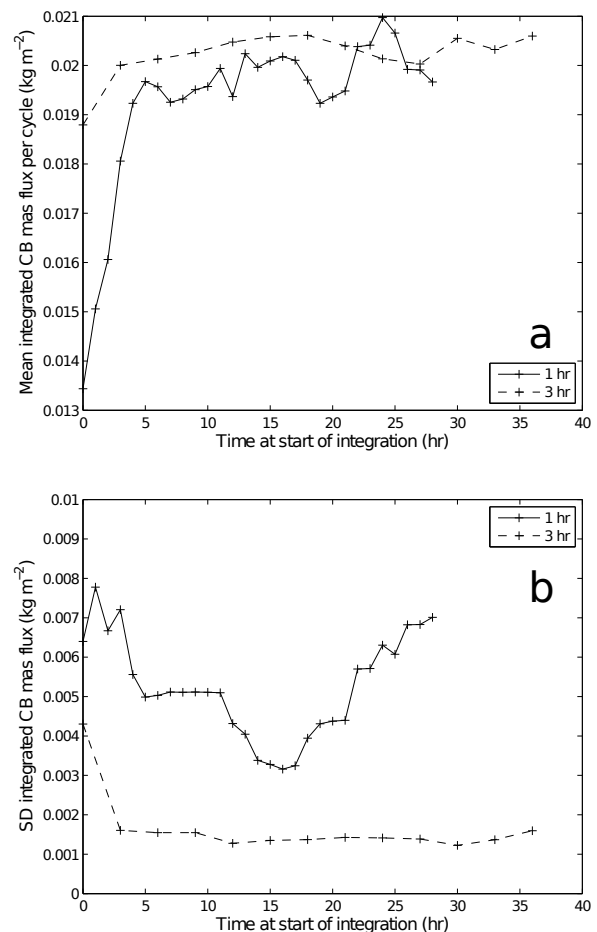 0.021
0.02
0.019
0.018
0.017
0.016
0.015
0.014
0.013
Mean integrated CB mas flux per cycle (kg m−2)
0 5 10 15 20 25 30 35 40
Time at start of integration (hr)
a
1 hr
3 hr
0.01
0.009
0.008
0.007
0.006
0.005
0.004
0.003
0.002
0.001
0
SD integrated CB mas flux (kg m−2)
0 5 10 15 20 25 30 35 40
Time at start of integration (hr)
1 hr
3 hr
b